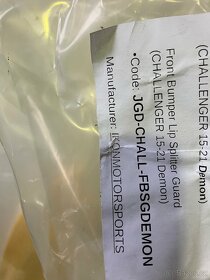 (CHALLENGER 15-21 Demon)
Front Bumper Lip Splitter Guard
(CHALLENGER 15-21 Demon)
•Code: JGD-CHALL-FBSGDEMON
Manufacturer: IKONMOTORSPORTS